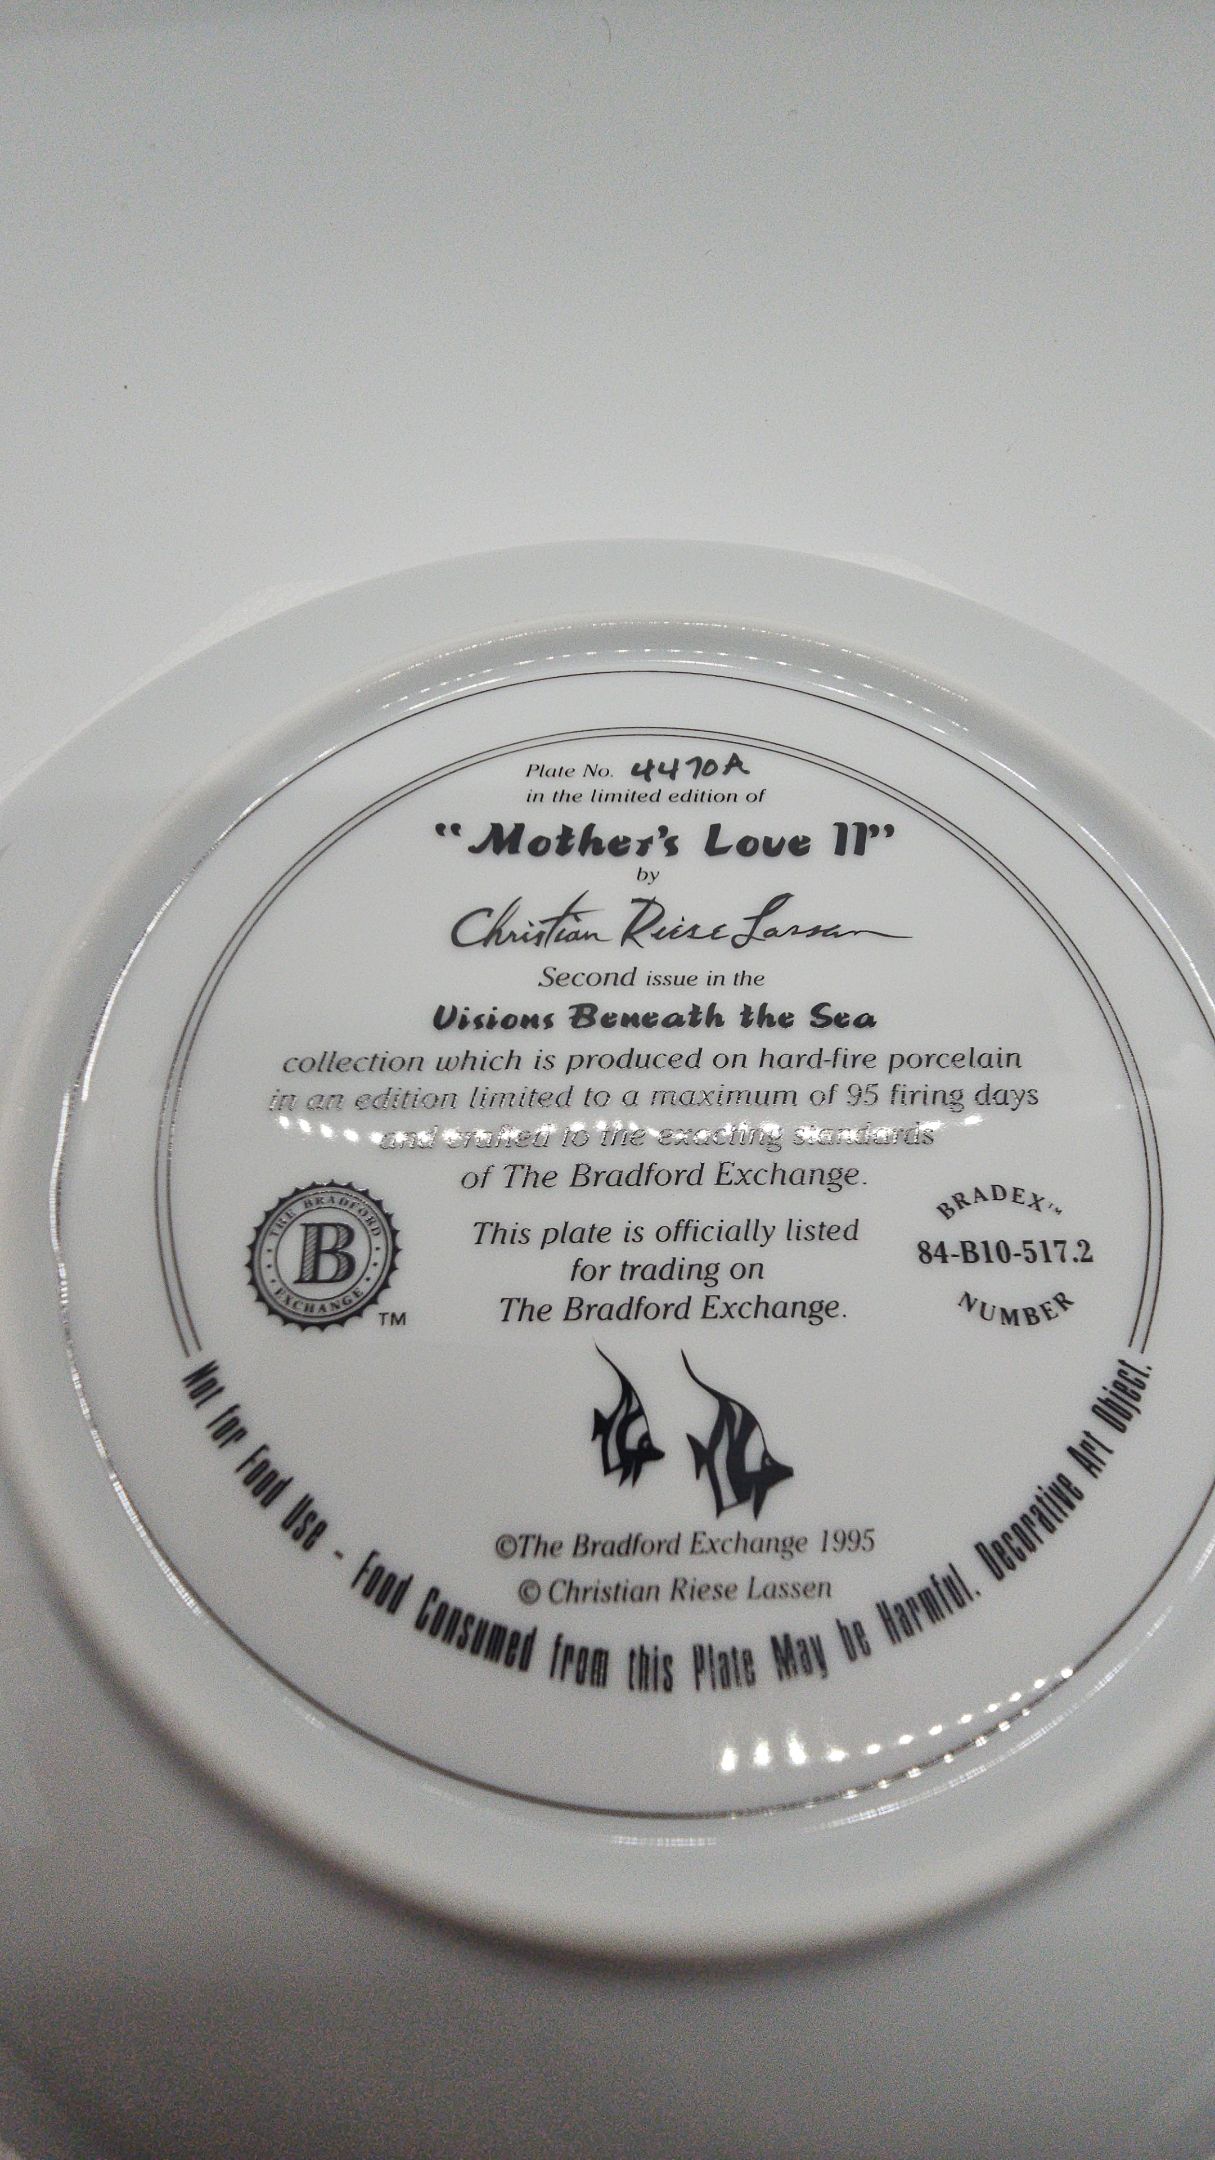 Plate No. 4470A
in the limited edition of
"Mother's Love II"
by
Christian Riese Lassen
Second issue in the
Visions Beneath the Sea
collection which is produced on hard-fire porcelain
in an edition limited to a maximum of 95 firing days
and crafted to the exacting standards
of The Bradford Exchange.
THE BRADFORD
B
EXCHANGE
TM
This plate is officially listed
for trading on
The Bradford Exchange.
BRADEX™
84-B10-517.2
NUMBER
©The Bradford Exchange 1995
© Christian Riese Lassen
Not for Food Use - Food Consumed from this Plate May be Harmful. Decorative Art Object.